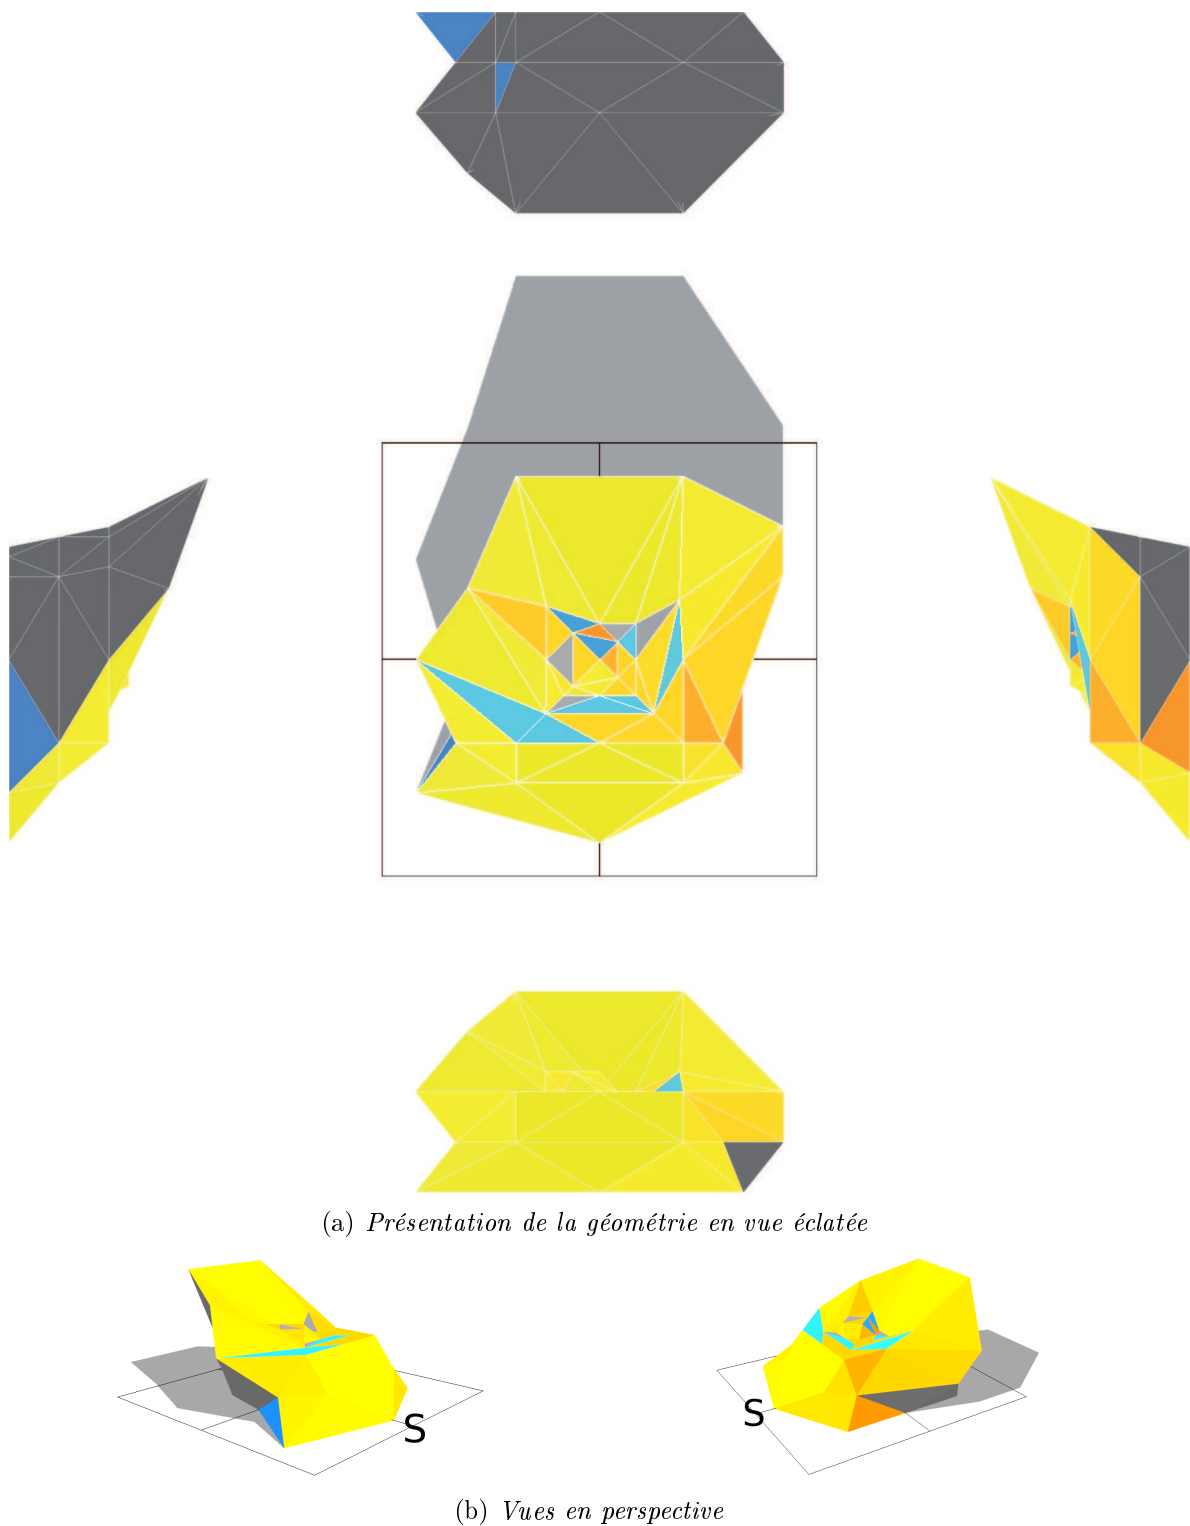 (a) Présentation de la géométrie en vue éclatée
S
S
(b) Vues en perspective